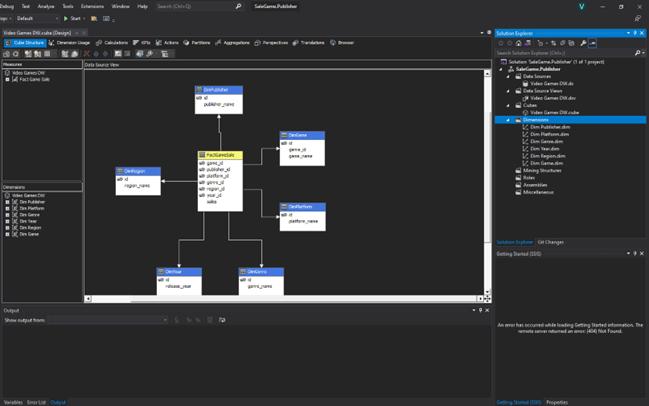 Debug Test Analyze Tools Extensions Window Help Search (Ctrl+Q) SaleGame.Publisher V
Default Start
Video Games DW.cube [Design]
Cube Structure Dimension Usage Calculations KPIs Actions Partitions Aggregations Perspectives Translations Browser
Measures
Video Games DW
Fact Game Sale
Dimensions
Video Games DW
Dim Publisher
Dim Platform
Dim Genre
Dim Year
Dim Region
Dim Game
Data Source View
DimPublisher
id
publisher_name
DimGame
id
game_id
game_name
FactGameSale
game_id
publisher_id
platform_id
genre_id
region_id
year_id
sales
DimRegion
id
region_name
DimPlatform
id
platform_name
DimYear
id
release_year
DimGenre
id
genre_name
Output
Show output from:
Variables Error List Output
Solution Explorer
Search Solution Explorer (Ctrl+;)
Solution 'SaleGame.Publisher' (1 of 1 project)
SaleGame.Publisher
Data Sources
Video Games DW.ds
Data Source Views
Video Games DW.dsv
Cubes
Video Games DW.cube
Dimensions
Dim Publisher.dim
Dim Platform.dim
Dim Genre.dim
Dim Year.dim
Dim Region.dim
Dim Game.dim
Mining Structures
Roles
Assemblies
Miscellaneous
Solution Explorer Git Changes
Getting Started (SSIS)
An error has occurred while loading Getting Started information. The
remote server returned an error: (404) Not Found.
Getting Started (SSIS) Properties